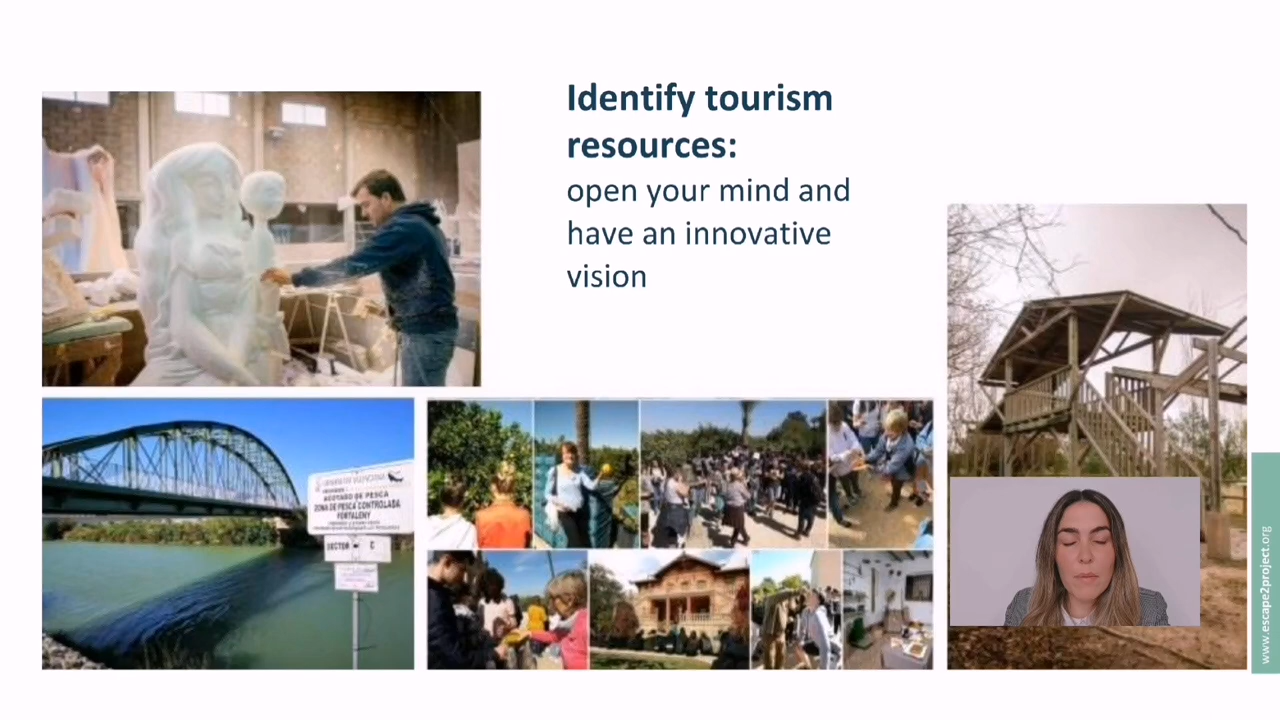 Identify tourism
resources:
open your mind and
have an innovative
vision
ACOTADO DE PESCA
ZONA DE PESCA CONTROLADA
FORTALENY
SECTOR - C
www.escape2project.org